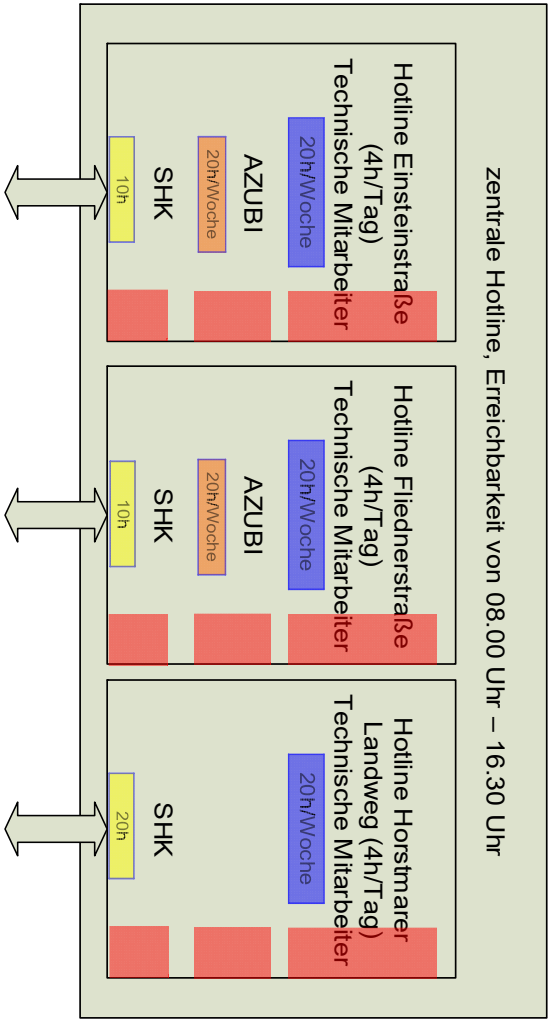 zentrale Hotline, Erreichbarkeit von 08.00 Uhr – 16.30 Uhr
Hotline Einsteinstraße
(4h/Tag)
Technische Mitarbeiter
20h/Woche
AZUBI
20h/Woche
SHK
10h
Hotline Fliednerstraße
(4h/Tag)
Technische Mitarbeiter
20h/Woche
AZUBI
20h/Woche
SHK
10h
Hotline Horstmarer
Landweg (4h/Tag)
Technische Mitarbeiter
20h/Woche
SHK
20h